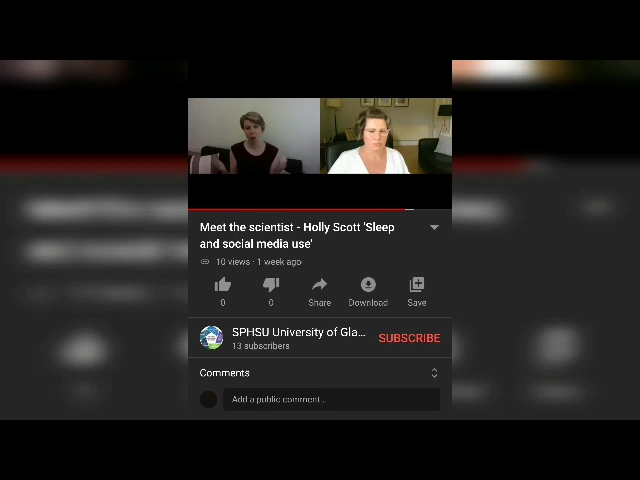 Meet the scientist - Holly Scott 'Sleep
and social media use'
10 views · 1 week ago
0
0
Share
Download
Save
SPHSU University of Gla...
13 subscribers
SUBSCRIBE
Comments
Add a public comment...